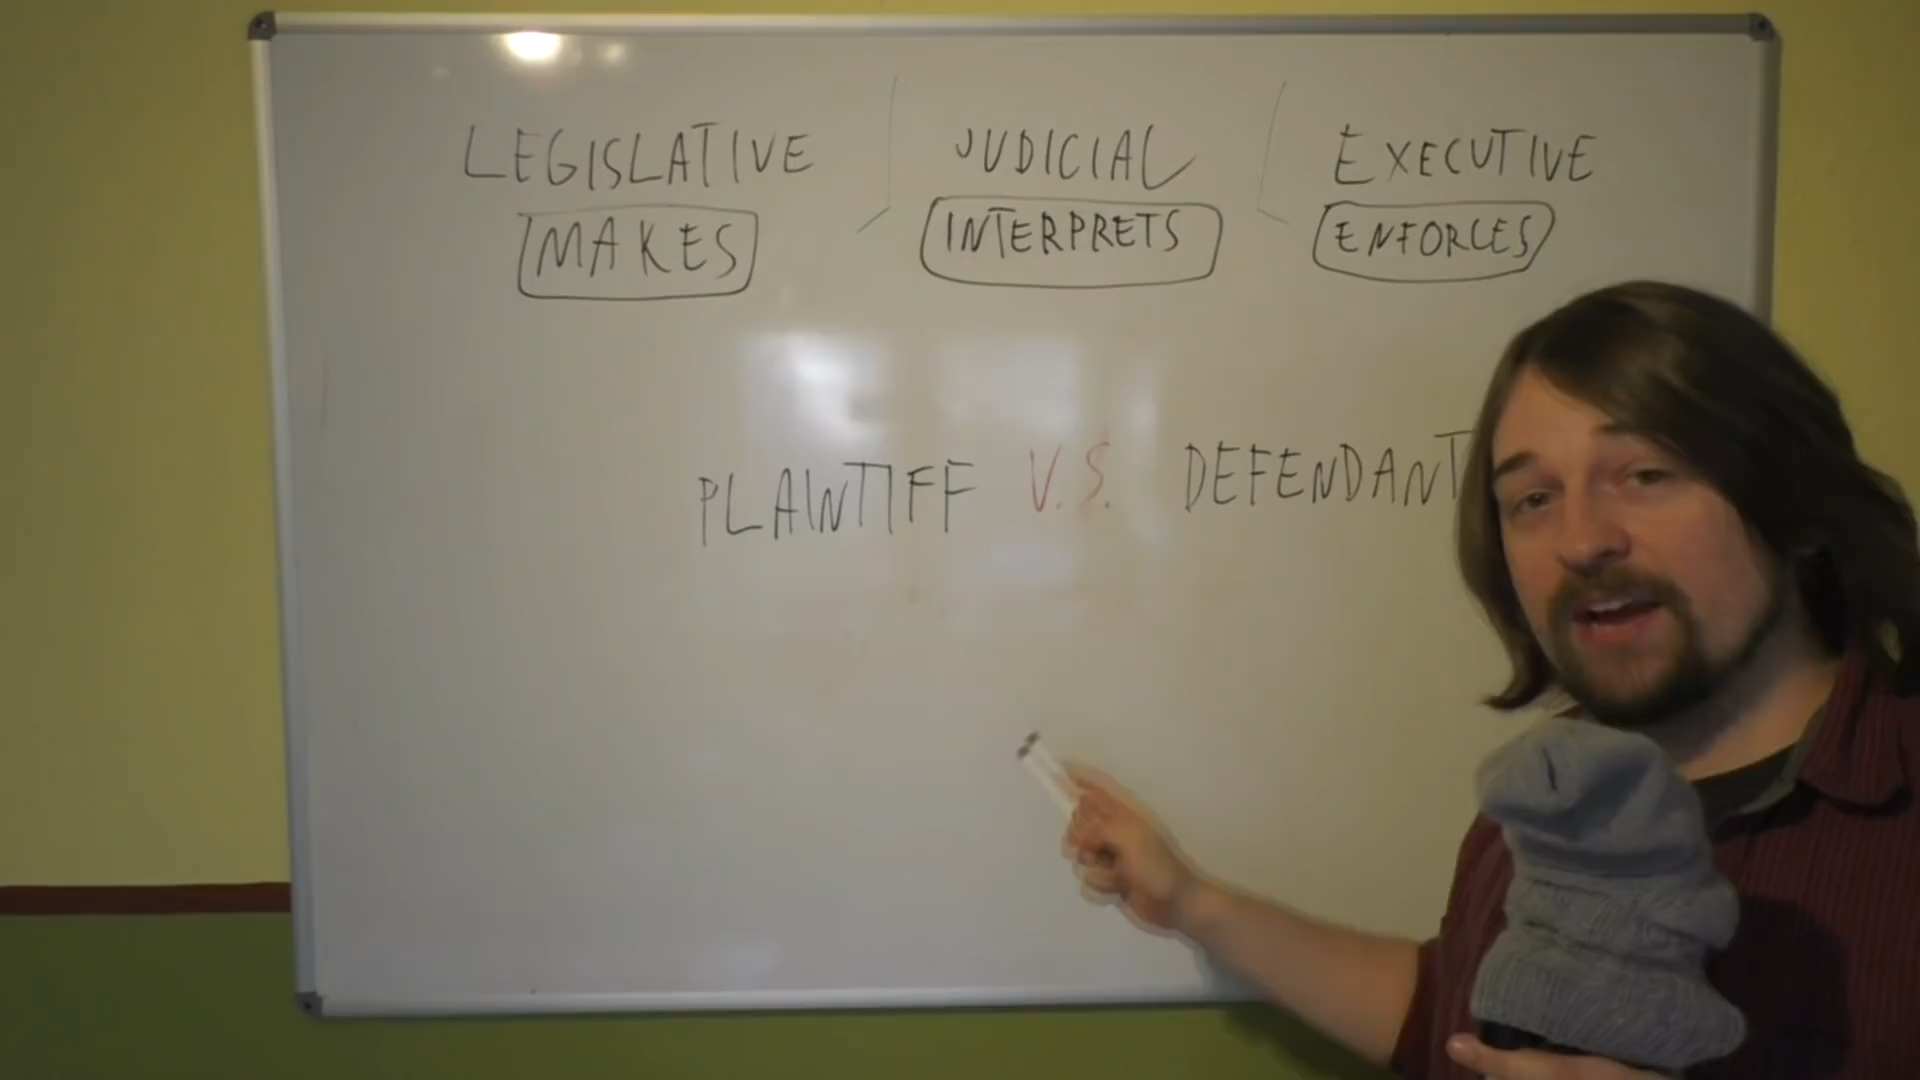 LEGISLATIVE JUDICIAL EXECUTIVE
MAKES INTERPRETS ENFORCES
PLAINTIFF V.S. DEFENDANT